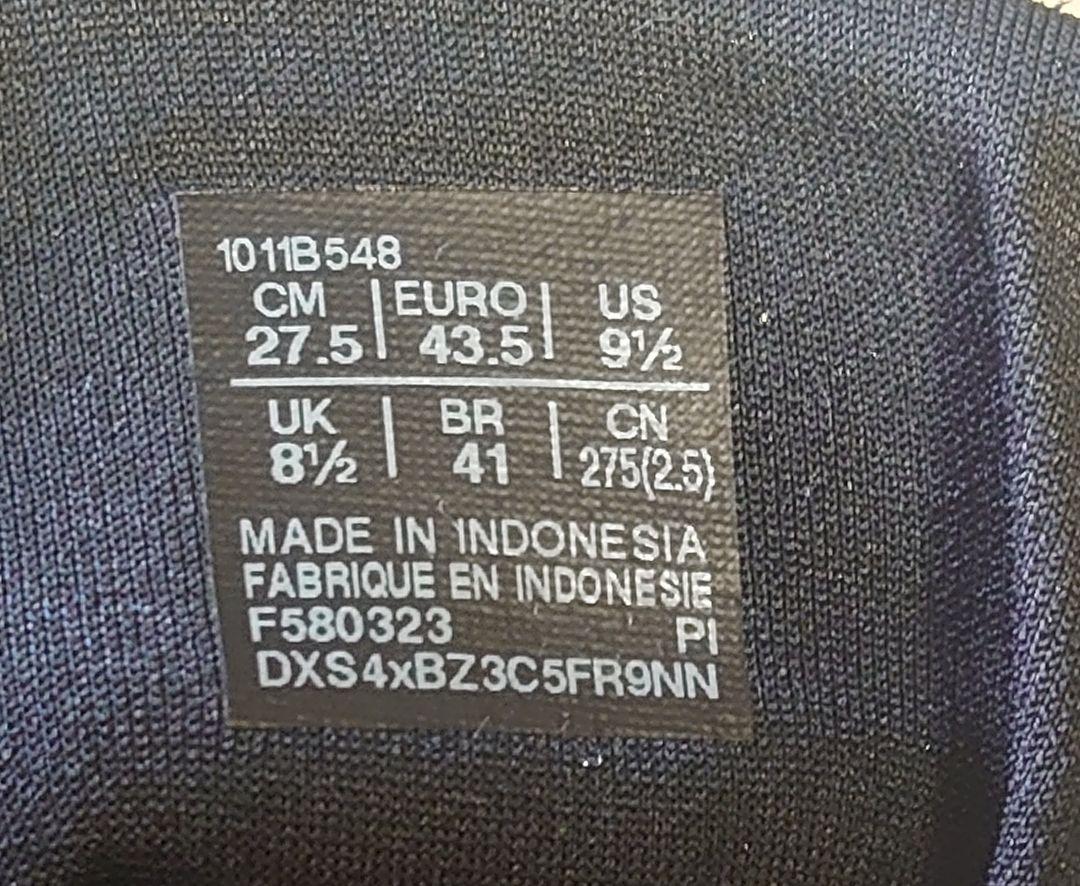 1011B548
CM | EURO | US
27.5 | 43.5 | 9½
UK | BR | CN
8½ | 41 | 275(2.5)
MADE IN INDONESIA
FABRIQUE EN INDONESIE
F580323 PI
DXS4xBZ3C5FR9NN